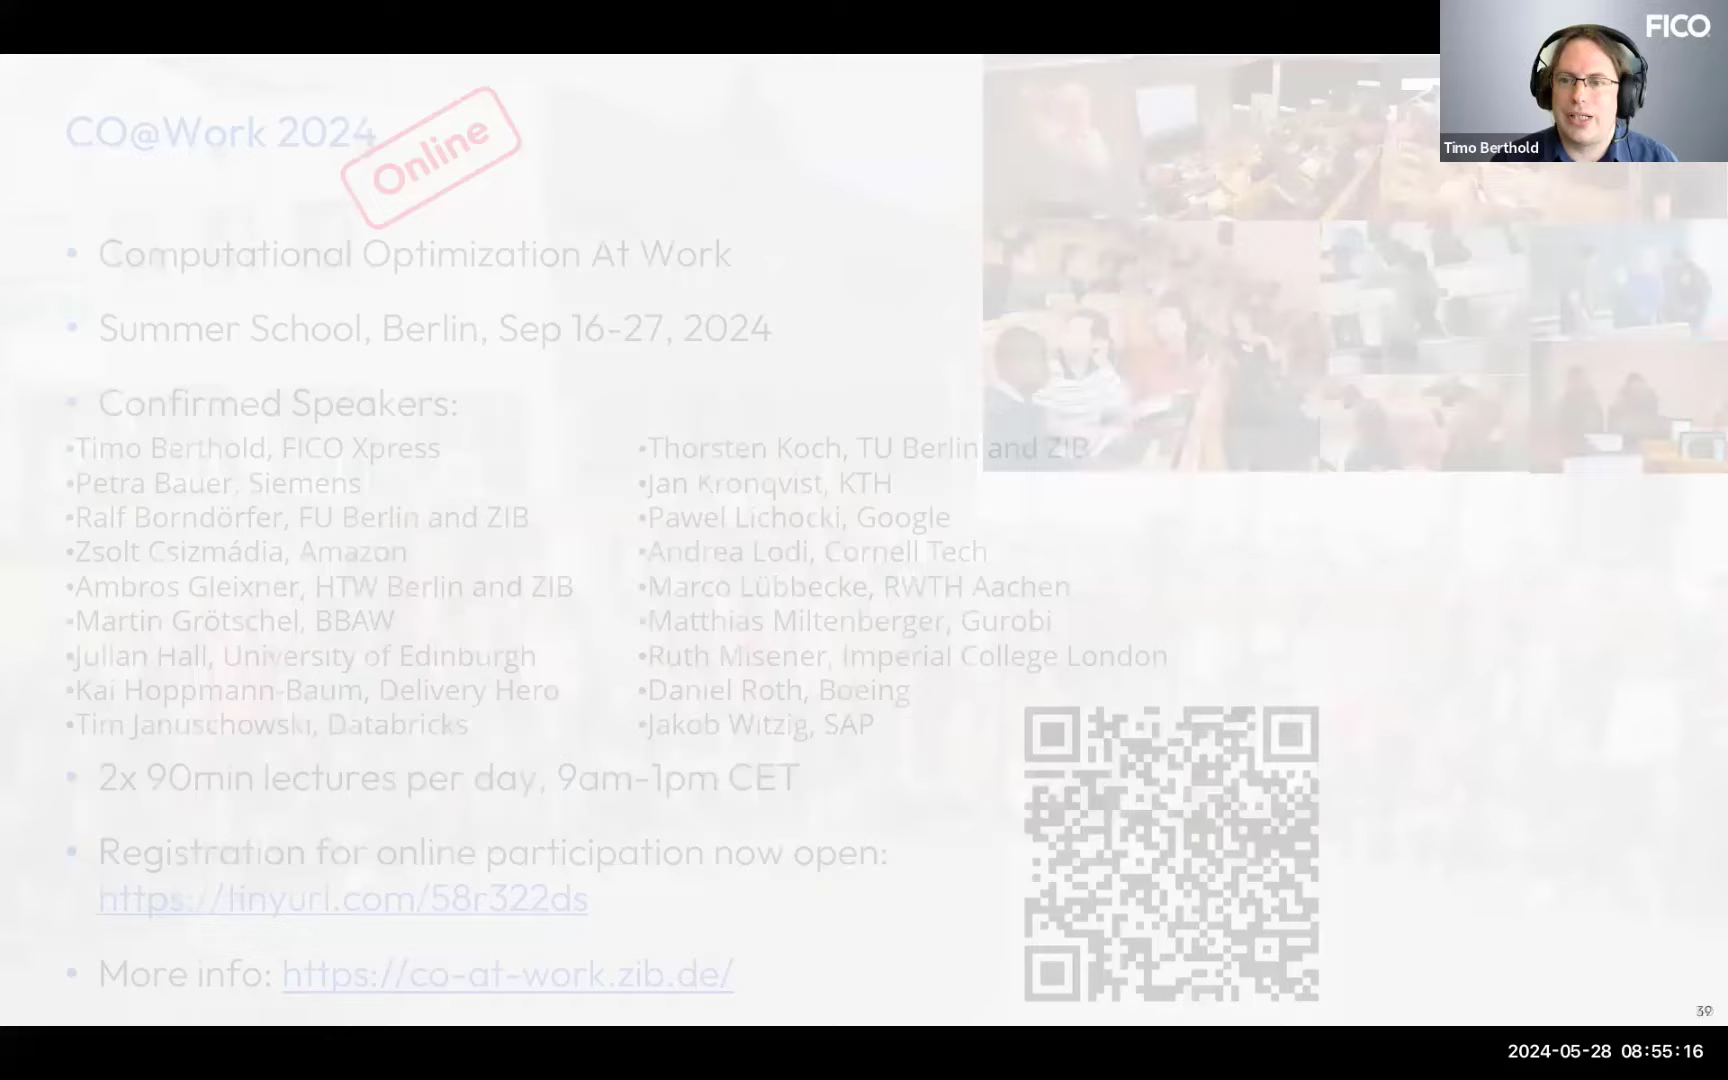 FICO
Timo Berthold
CO@Work 2024
Online
• Computational Optimization At Work
• Summer School, Berlin, Sep 16-27, 2024
• Confirmed Speakers:
•Timo Berthold, FICO Xpress
•Petra Bauer, Siemens
•Ralf Borndörfer, FU Berlin and ZIB
•Zsolt Csizmádia, Amazon
•Ambros Gleixner, HTW Berlin and ZIB
•Martin Grötschel, BBAW
•Julian Hall, University of Edinburgh
•Kai Hoppmann-Baum, Delivery Hero
•Tim Januschowski, Databricks
•Thorsten Koch, TU Berlin and ZIB
•Jan Kronqvist, KTH
•Pawel Lichocki, Google
•Andrea Lodi, Cornell Tech
•Marco Lübbecke, RWTH Aachen
•Matthias Miltenberger, Gurobi
•Ruth Misener, Imperial College London
•Daniel Roth, Boeing
•Jakob Witzig, SAP
• 2x 90min lectures per day, 9am-1pm CET
• Registration for online participation now open:
https://tinyurl.com/58r322ds
• More info: https://co-at-work.zib.de/
39
2024-05-28 08:55:16